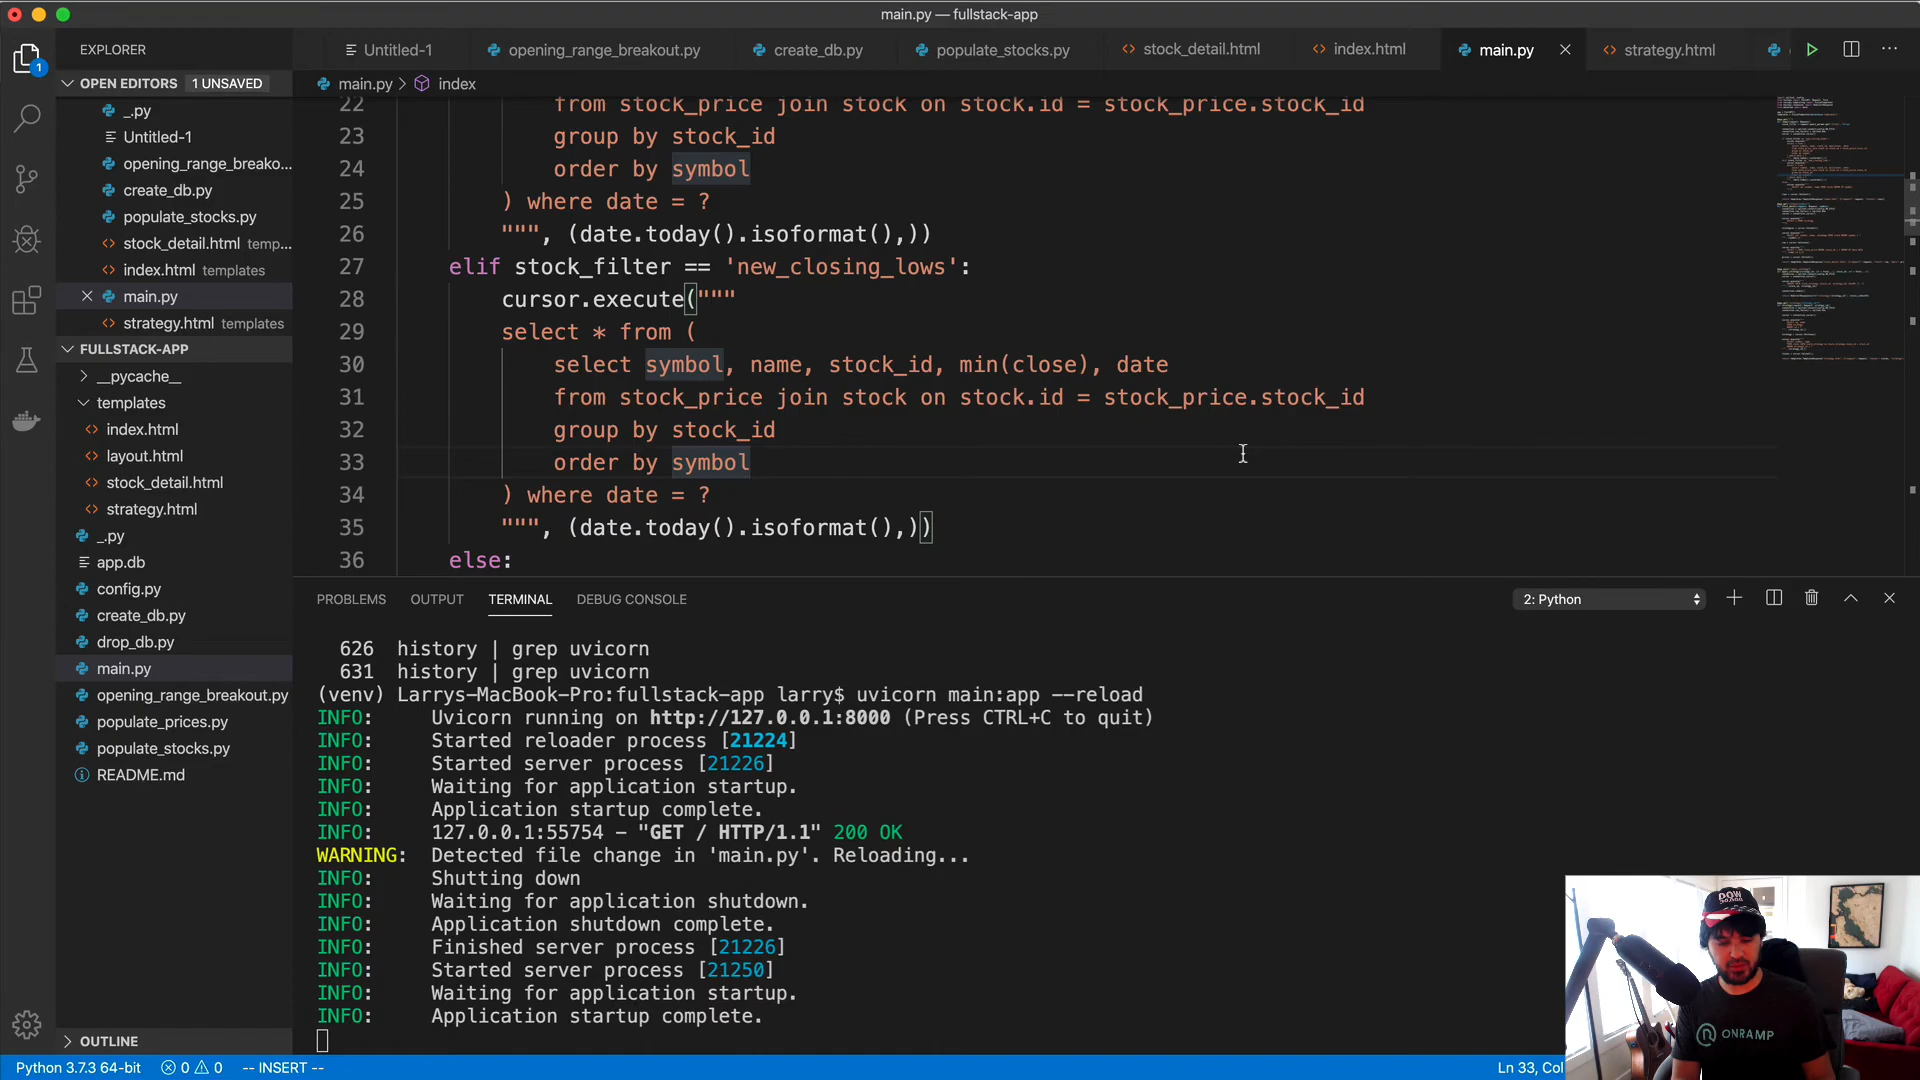 main.py — fullstack-app
EXPLORER
Untitled-1
opening_range_breakout.py
create_db.py
populate_stocks.py
stock_detail.html
index.html
main.py
strategy.html
1
OPEN EDITORS 1 UNSAVED
_.py
Untitled-1
opening_range_breako...
create_db.py
populate_stocks.py
stock_detail.html temp...
index.html templates
main.py
strategy.html templates
FULLSTACK-APP
__pycache__
templates
index.html
layout.html
stock_detail.html
strategy.html
_.py
app.db
config.py
create_db.py
drop_db.py
main.py
opening_range_breakout.py
populate_prices.py
populate_stocks.py
README.md
OUTLINE
main.py > index
22 from stock_price join stock on stock.id = stock_price.stock_id
23 group by stock_id
24 order by symbol
25 ) where date = ?
26 """, (date.today().isoformat(),))
27 elif stock_filter == 'new_closing_lows':
28 cursor.execute("""
29 select * from (
30 select symbol, name, stock_id, min(close), date
31 from stock_price join stock on stock.id = stock_price.stock_id
32 group by stock_id
33 order by symbol
34 ) where date = ?
35 """, (date.today().isoformat(),))
36 else:
PROBLEMS OUTPUT TERMINAL DEBUG CONSOLE 2: Python
626 history | grep uvicorn
631 history | grep uvicorn
(venv) Larrys-MacBook-Pro:fullstack-app larry$ uvicorn main:app --reload
INFO: Uvicorn running on http://127.0.0.1:8000 (Press CTRL+C to quit)
INFO: Started reloader process [21224]
INFO: Started server process [21226]
INFO: Waiting for application startup.
INFO: Application startup complete.
INFO: 127.0.0.1:55754 - "GET / HTTP/1.1" 200 OK
WARNING: Detected file change in 'main.py'. Reloading...
INFO: Shutting down
INFO: Waiting for application shutdown.
INFO: Application shutdown complete.
INFO: Finished server process [21226]
INFO: Started server process [21250]
INFO: Waiting for application startup.
INFO: Application startup complete.
ONRAMP
Python 3.7.3 64-bit 0 0 -- INSERT -- Ln 33, Col